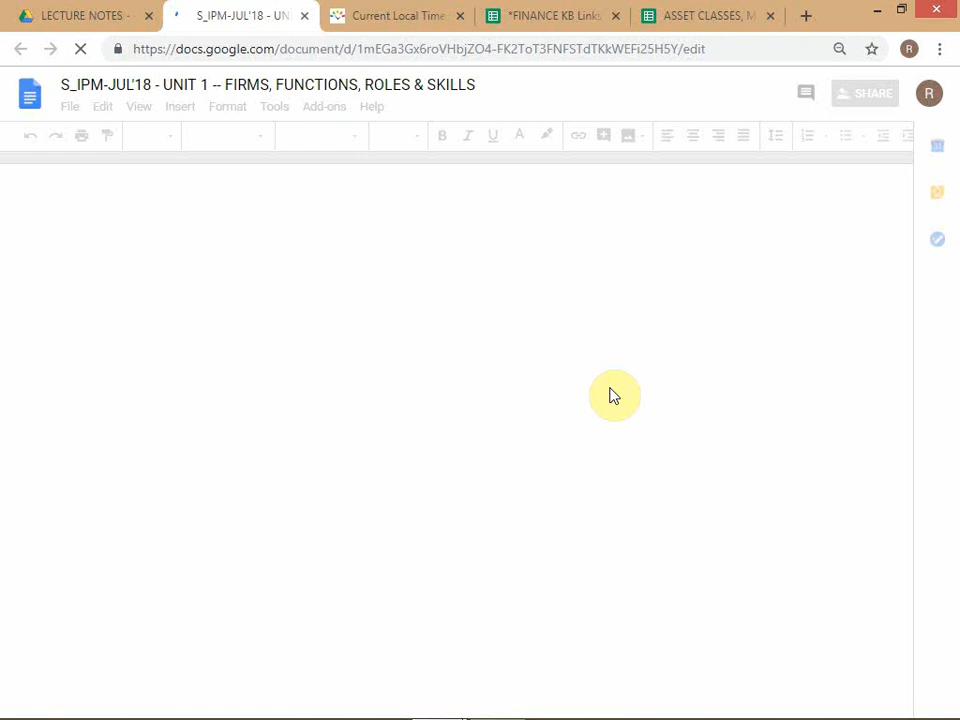 LECTURE NOTES -
S_IPM-JUL'18 - UN
Current Local Time
*FINANCE KB Links
ASSET CLASSES, M
https://docs.google.com/document/d/1mEGa3Gx6roVHbjZO4-FK2ToT3FNFSTdTKkWEFi25H5Y/edit
R
S_IPM-JUL'18 - UNIT 1 -- FIRMS, FUNCTIONS, ROLES & SKILLS
SHARE
R
File Edit View Insert Format Tools Add-ons Help
B I U A